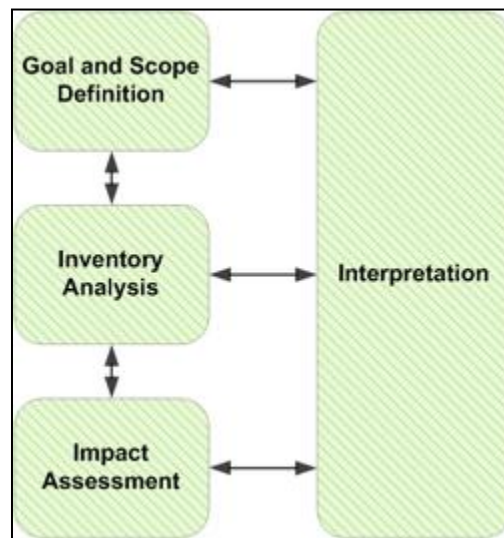 Goal and Scope
Definition
Inventory
Analysis
Interpretation
Impact
Assessment